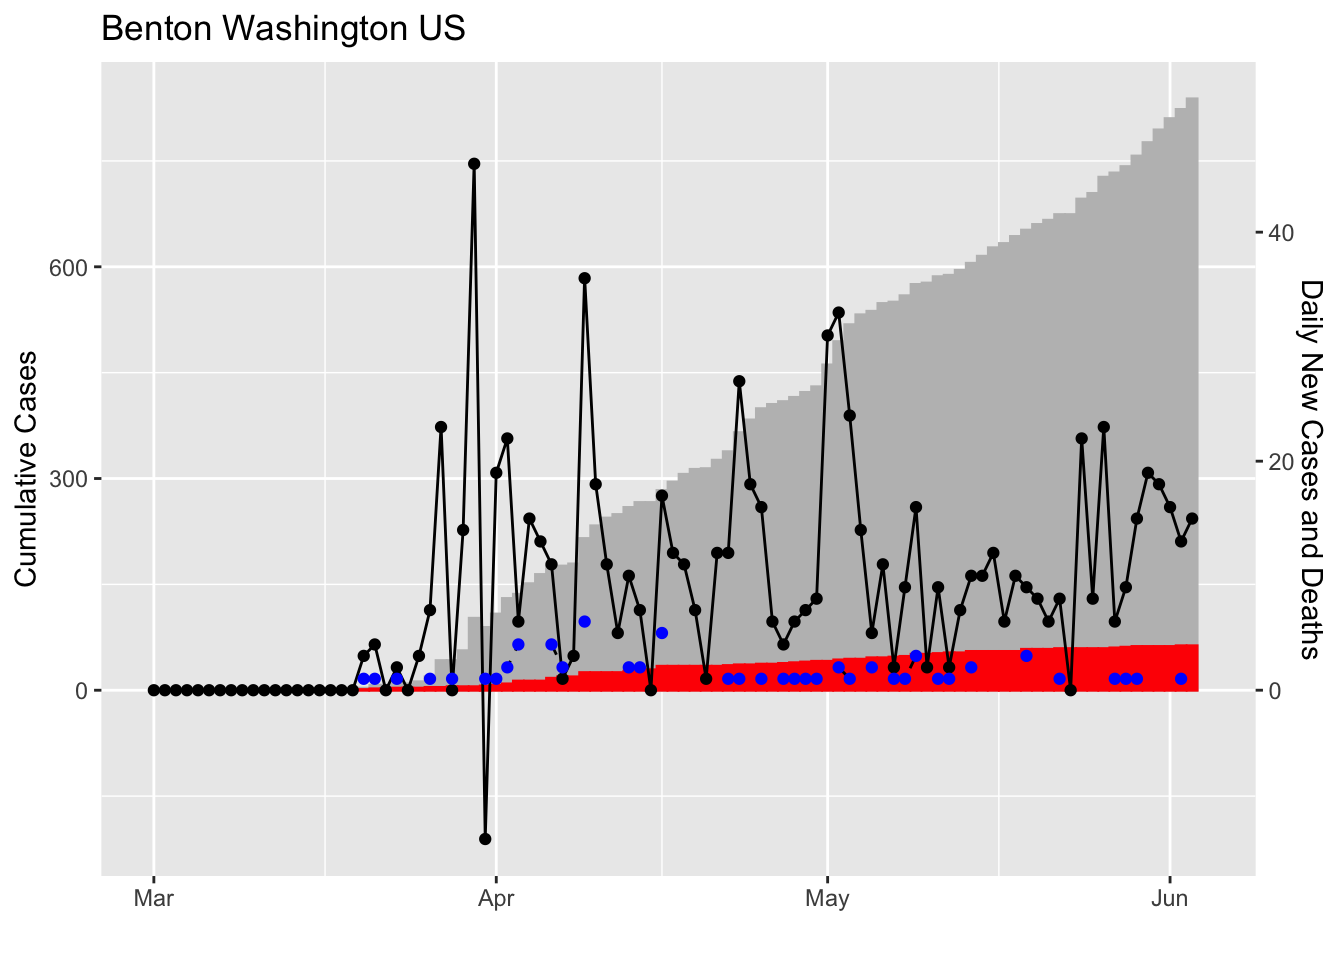 Benton Washington US
Cumulative Cases
600
300
0
40
20
0
Daily New Cases and Deaths
Mar
Apr
May
Jun